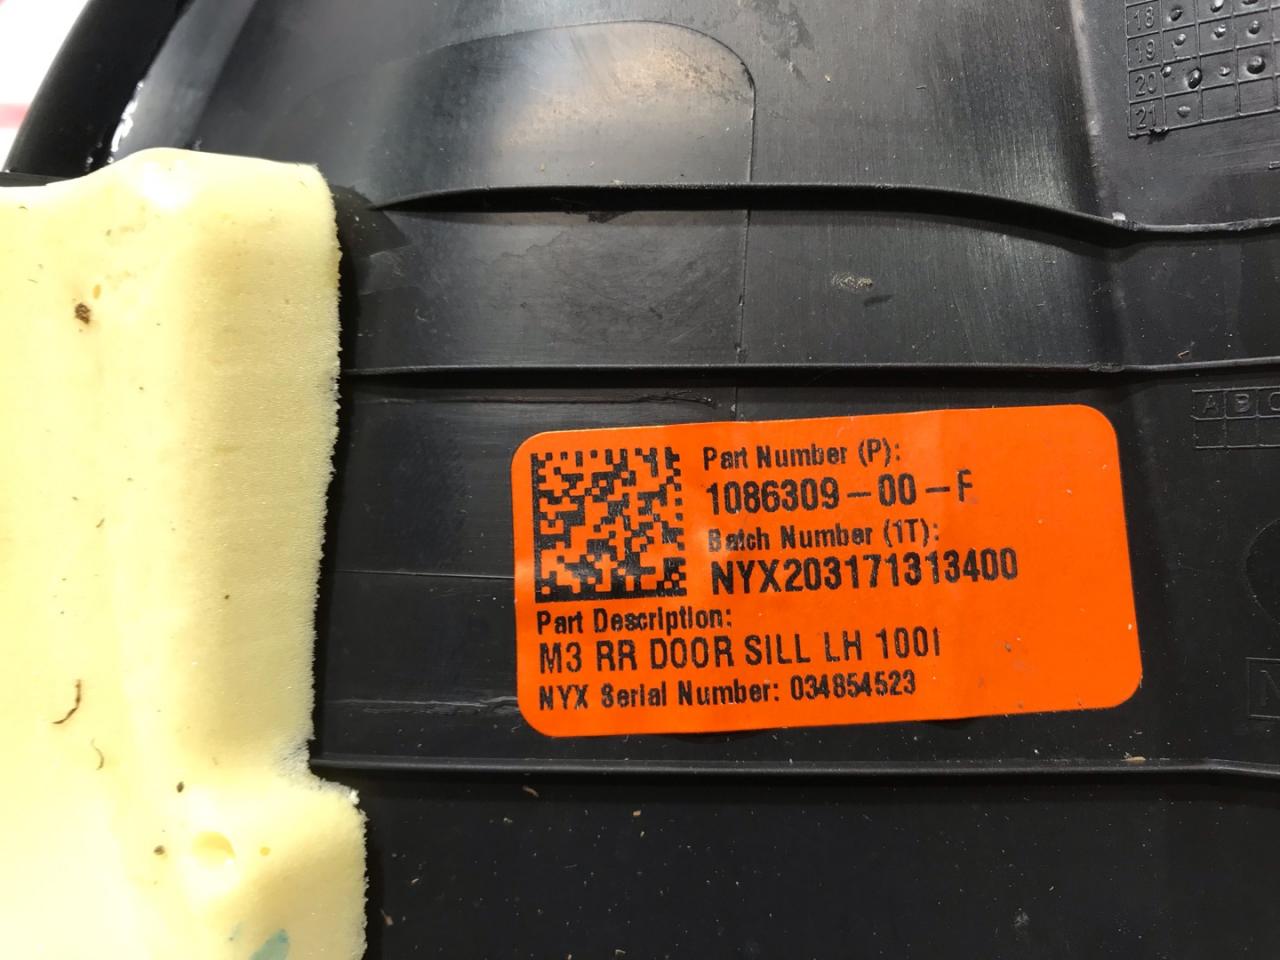 18
19
20
21
A B C
Part Number (P):
1086309-00-F
Batch Number (1T):
NYX203171313400
Part Description:
M3 RR DOOR SILL LH 100I
NYX Serial Number: 034854523